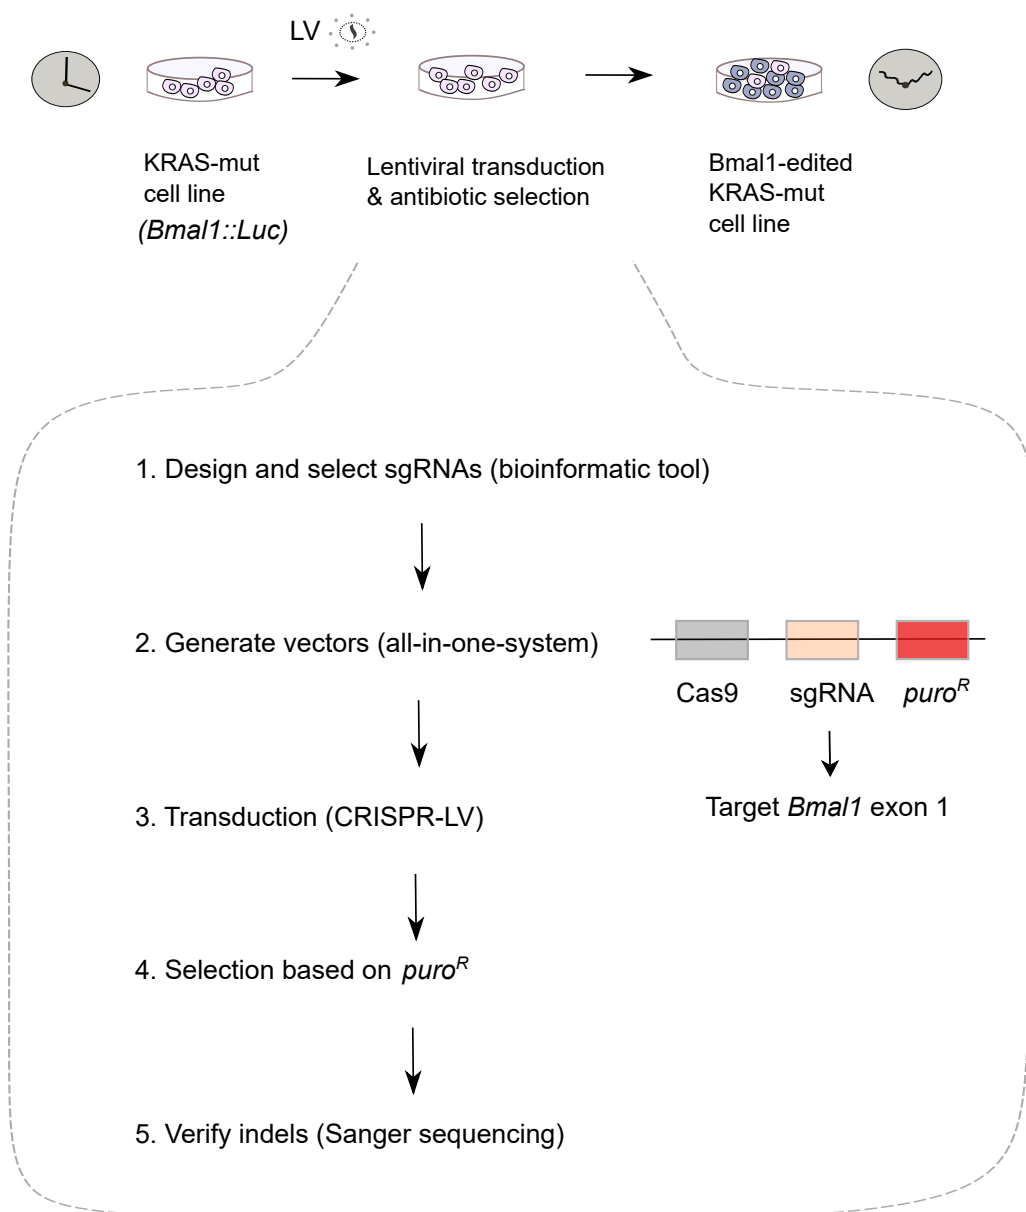 LV
KRAS-mut
cell line
(Bmal1::Luc)
Lentiviral transduction
& antibiotic selection
Bmal1-edited
KRAS-mut
cell line
1. Design and select sgRNAs (bioinformatic tool)
2. Generate vectors (all-in-one-system)
Cas9
sgRNA
puroR
Target Bmal1 exon 1
3. Transduction (CRISPR-LV)
4. Selection based on puroR
5. Verify indels (Sanger sequencing)